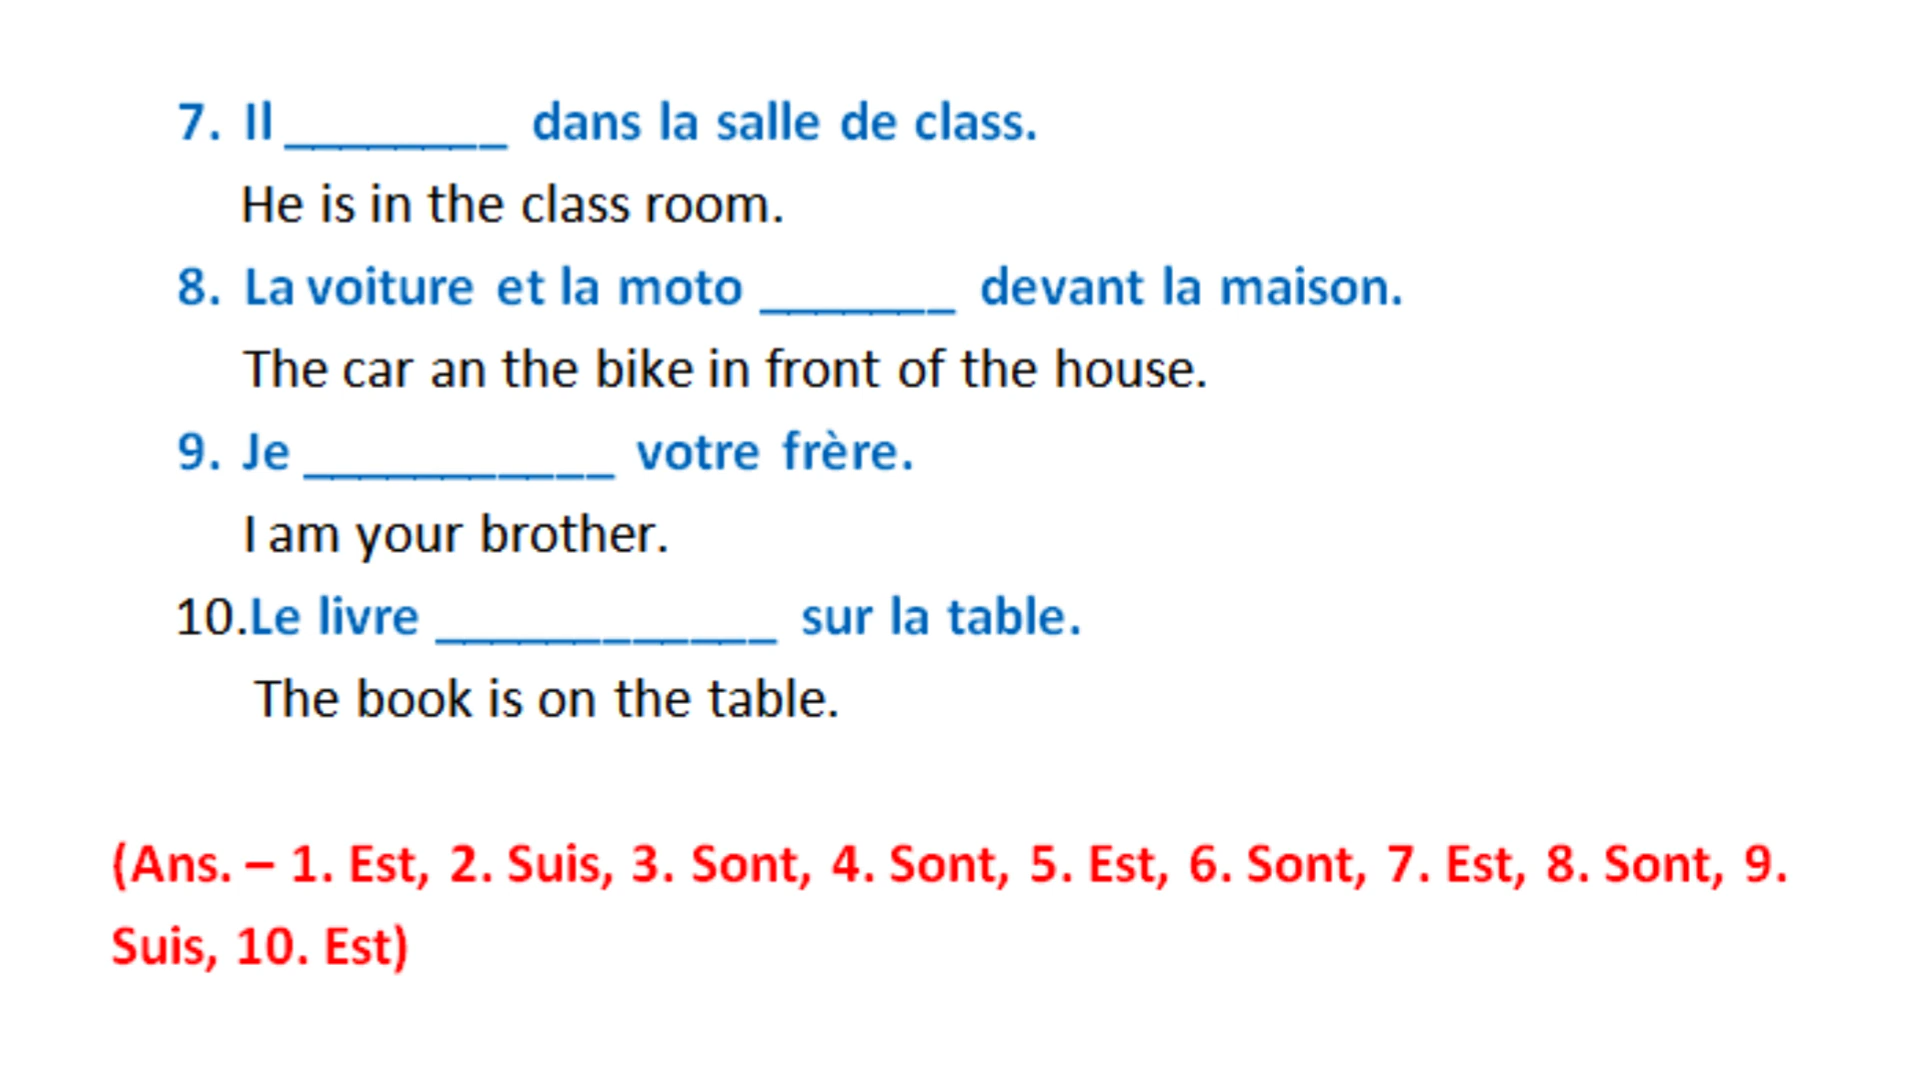 7. Il ________ dans la salle de class.
He is in the class room.
8. La voiture et la moto _______ devant la maison.
The car an the bike in front of the house.
9. Je ___________ votre frère.
I am your brother.
10.Le livre ____________ sur la table.
The book is on the table.
(Ans. – 1. Est, 2. Suis, 3. Sont, 4. Sont, 5. Est, 6. Sont, 7. Est, 8. Sont, 9.
Suis, 10. Est)